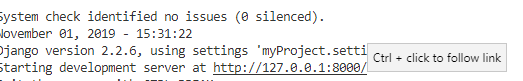 System check identified no issues (0 silenced).
November 01, 2019 - 15:31:22
Django version 2.2.6, using settings 'myProject.setti
Ctrl + click to follow link
Starting development server at http://127.0.0.1:8000/